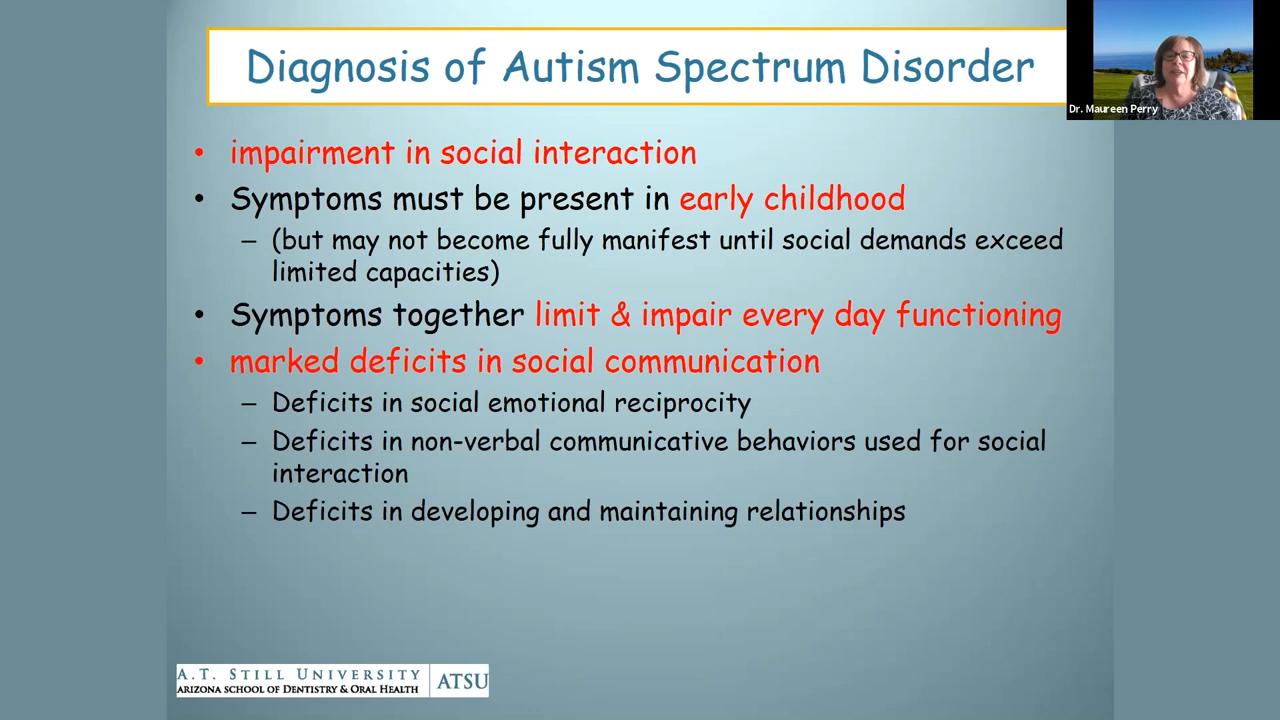 Diagnosis of Autism Spectrum Disorder
Dr. Maureen Perry
• impairment in social interaction
• Symptoms must be present in early childhood
– (but may not become fully manifest until social demands exceed
limited capacities)
• Symptoms together limit & impair every day functioning
• marked deficits in social communication
– Deficits in social emotional reciprocity
– Deficits in non-verbal communicative behaviors used for social
interaction
– Deficits in developing and maintaining relationships
A.T. STILL UNIVERSITY
ARIZONA SCHOOL OF DENTISTRY & ORAL HEALTH
ATSU